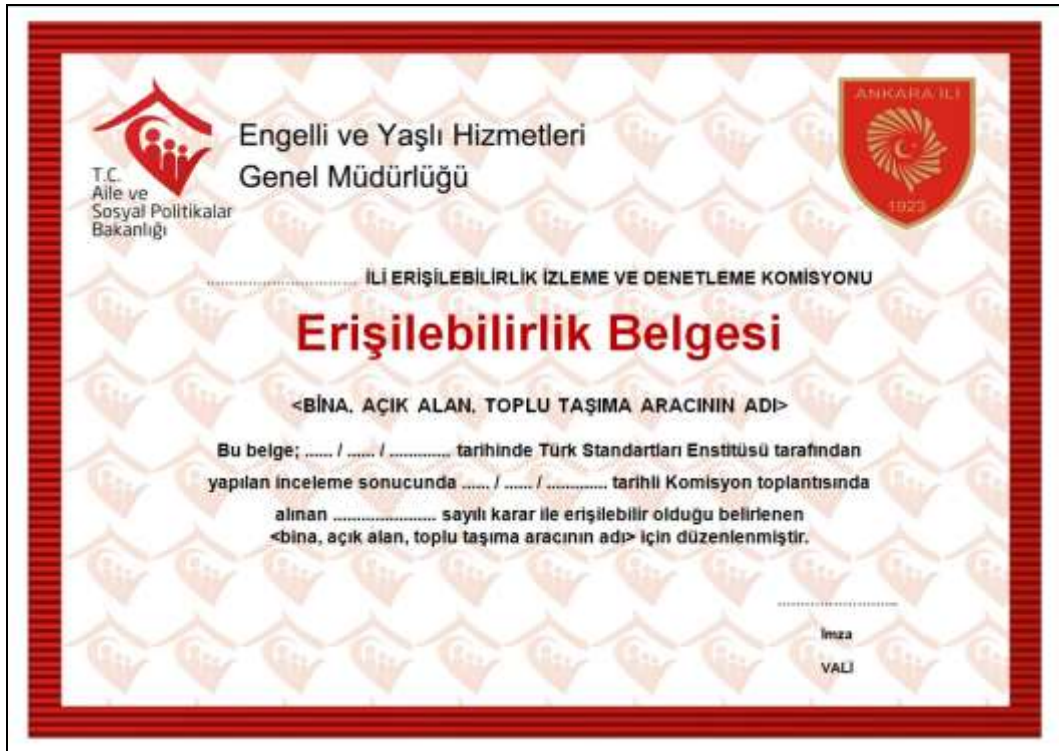 Engelli ve Yaşlı Hizmetleri
Genel Müdürlüğü
T.C.
Aile ve
Sosyal Politikalar
Bakanlığı
ANKARA İLİ
1923
................................ İLİ ERİŞİLEBİLİRLİK İZLEME VE DENETLEME KOMİSYONU
Erişilebilirlik Belgesi
<BİNA, AÇIK ALAN, TOPLU TAŞIMA ARACININ ADI>
Bu belge; ...... / ...... / ............. tarihinde Türk Standartları Enstitüsü tarafından
yapılan inceleme sonucunda ...... / ...... / ............. tarihli Komisyon toplantısında
alınan ...................... sayılı karar ile erişilebilir olduğu belirlenen
<bina, açık alan, toplu taşıma aracının adı> için düzenlenmiştir.
..........................
İmza
VALİ